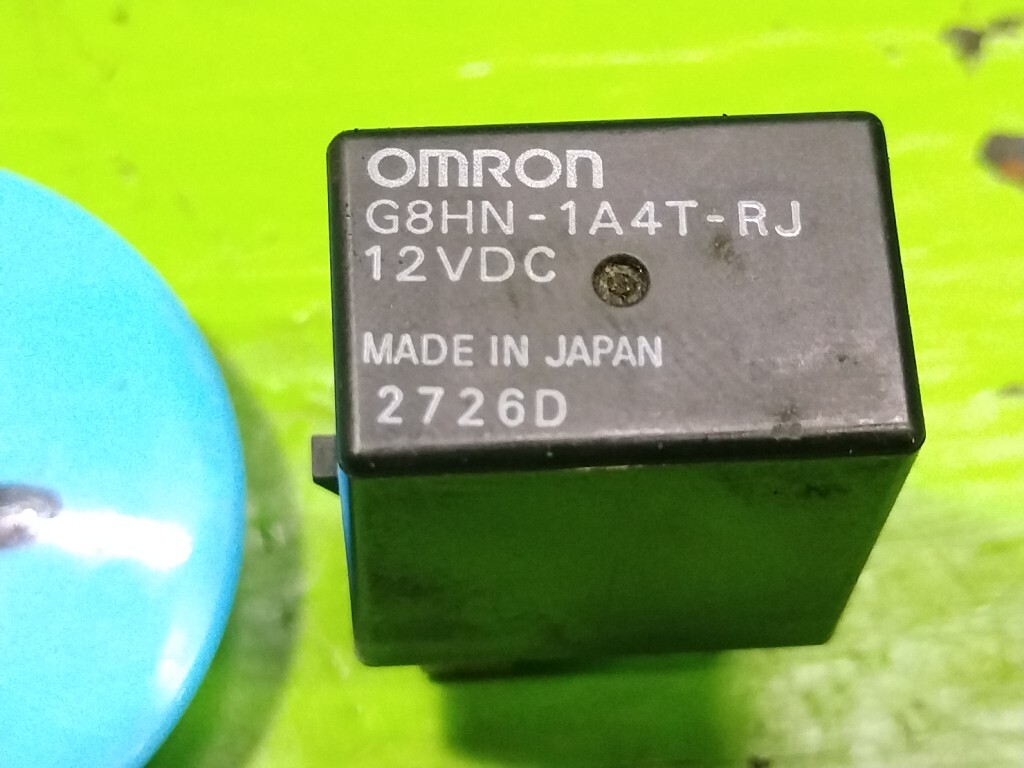 OMRON
G8HN-1A4T-RJ
12VDC
MADE IN JAPAN
2726D